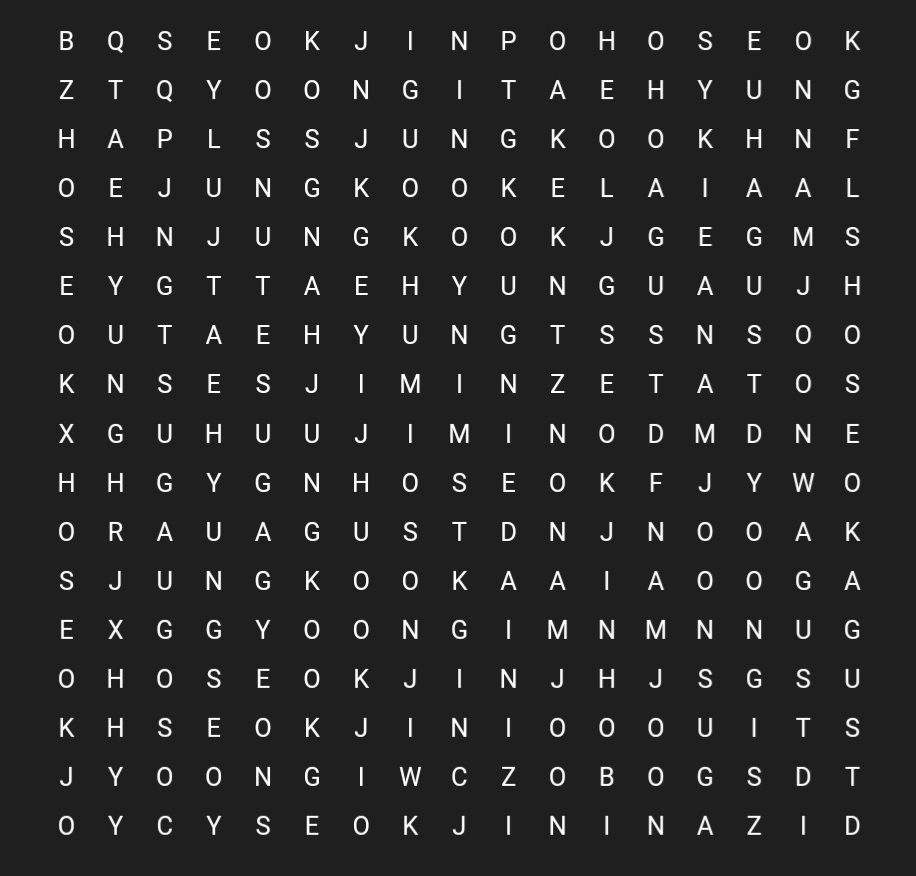 B Q S E O K J I N P O H O S E O K
Z T Q Y O O N G I T A E H Y U N G
H A P L S S J U N G K O O K H N F
O E J U N G K O O K E L A I A A L
S H N J U N G K O O K J G E G M S
E Y G T T A E H Y U N G U A U J H
O U T A E H Y U N G T S S N S O O
K N S E S J I M I N Z E T A T O S
X G U H U U J I M I N O D M D N E
H H G Y G N H O S E O K F J Y W O
O R A U A G U S T D N J N O O A K
S J U N G K O O K A A I A O O G A
E X G G Y O O N G I M N M N N U G
O H O S E O K J I N J H J S G S U
K H S E O K J I N I O O O U I T S
J Y O O N G I W C Z O B O G S D T
O Y C Y S E O K J I N I N A Z I D